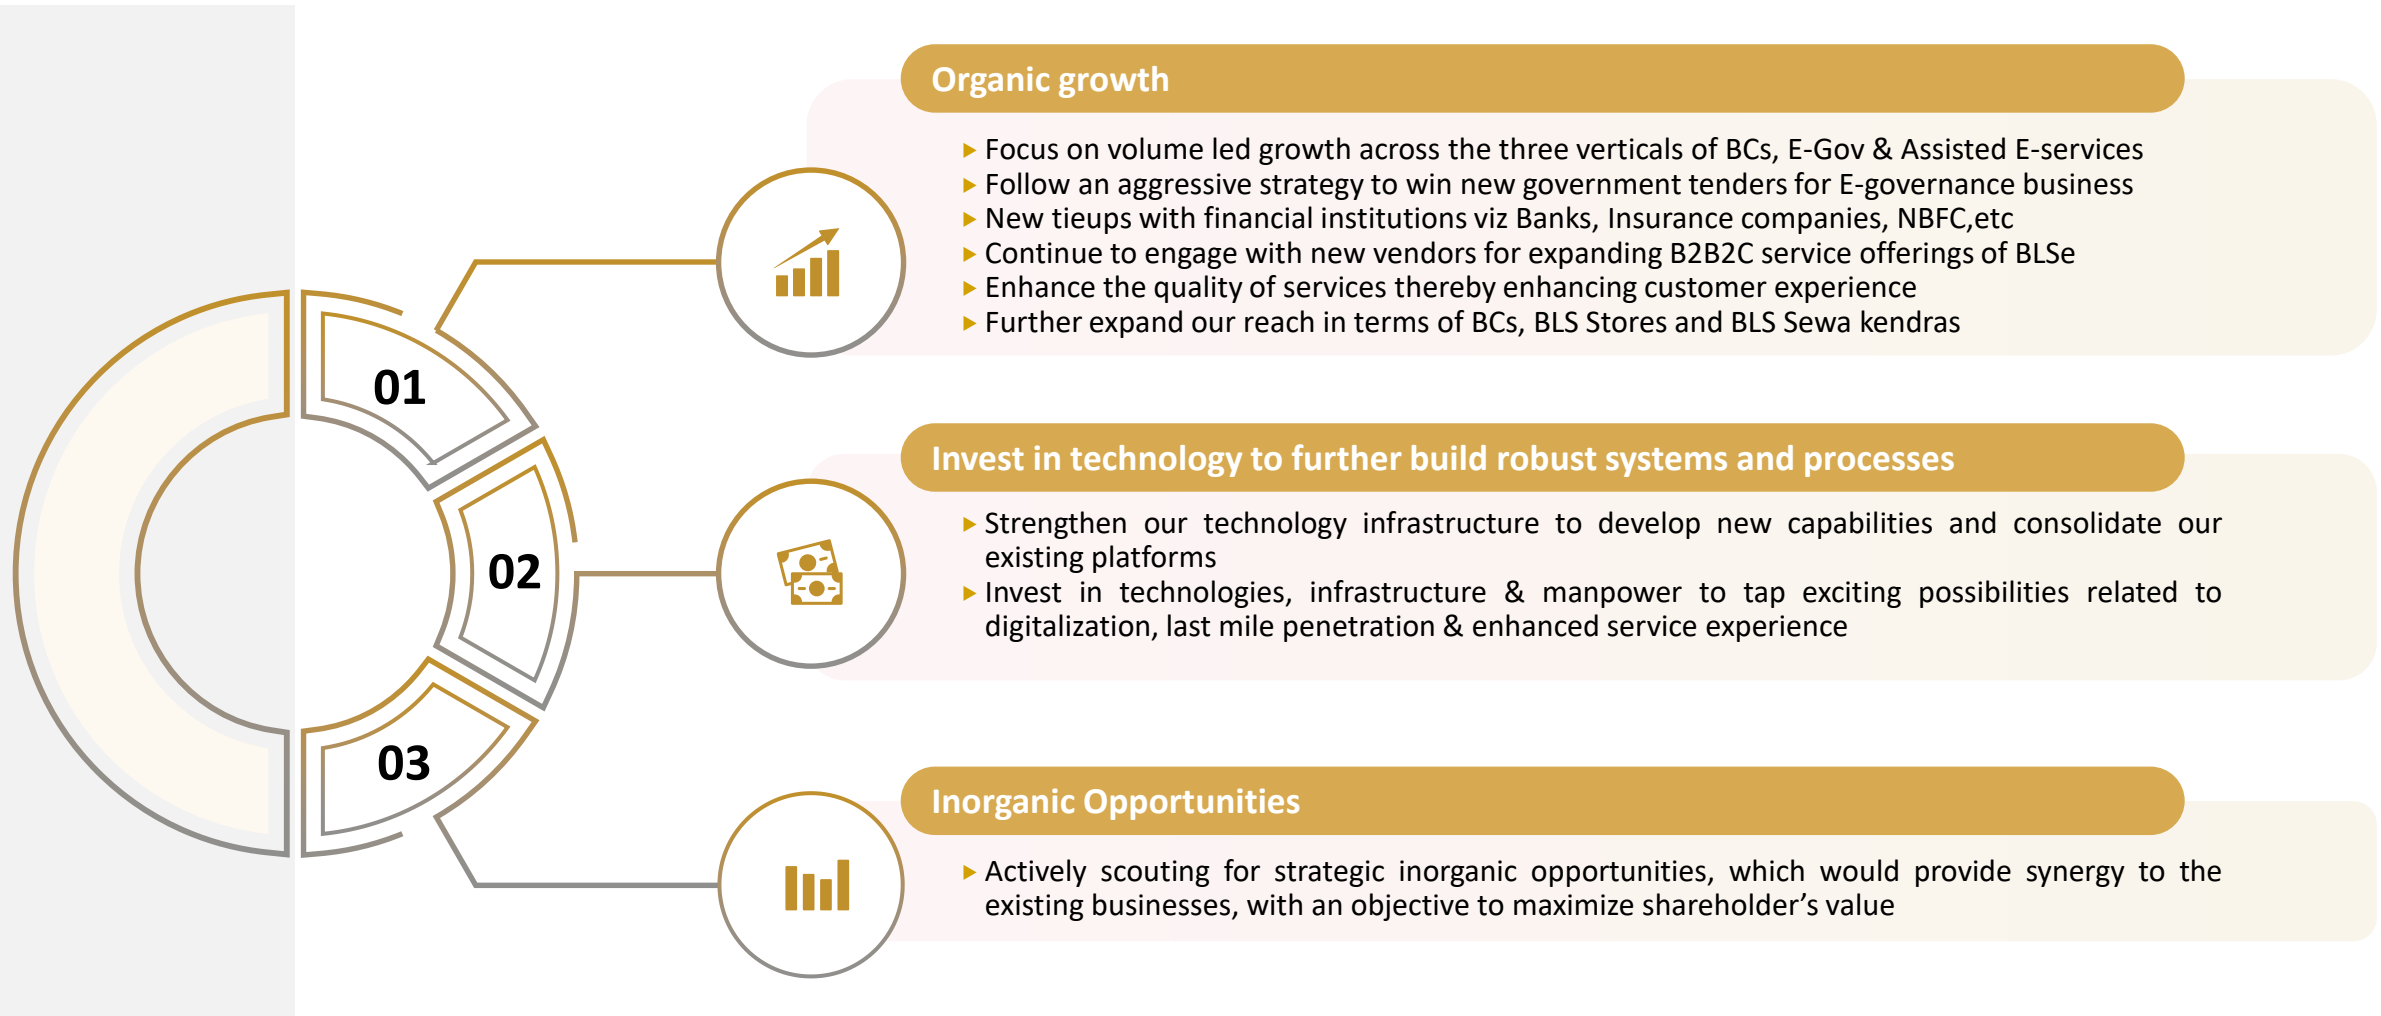 01
Organic growth
Focus on volume led growth across the three verticals of BCs, E-Gov & Assisted E-services
Follow an aggressive strategy to win new government tenders for E-governance business
New tieups with financial institutions viz Banks, Insurance companies, NBFC,etc
Continue to engage with new vendors for expanding B2B2C service offerings of BLSe
Enhance the quality of services thereby enhancing customer experience
Further expand our reach in terms of BCs, BLS Stores and BLS Sewa kendras
02
Invest in technology to further build robust systems and processes
Strengthen our technology infrastructure to develop new capabilities and consolidate our
existing platforms
Invest in technologies, infrastructure & manpower to tap exciting possibilities related to
digitalization, last mile penetration & enhanced service experience
03
Inorganic Opportunities
Actively scouting for strategic inorganic opportunities, which would provide synergy to the
existing businesses, with an objective to maximize shareholder’s value